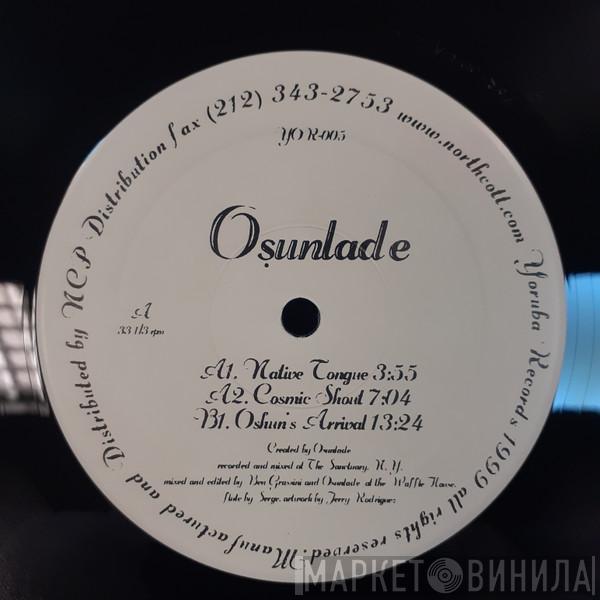 YOR-005
Oṣunlade
A
33 1/3 rpm
A1. Native Tongue 3:55
A2. Cosmic Shout 7:04
B1. Oshun's Arrival 13:24
Created by Osunlade
recorded and mixed at The Sanctuary, N.Y.
mixed and edited by Ben Grassini and Osunlade at the Waffle House.
flute by Serge. artwork by Jerry Rodriguez
Manufactured and Distributed by NCP Distribution fax (212) 343-2753 www.northcott.com Yoruba Records 1999 all rights reserved.
МАРКЕТ ВИНИЛА